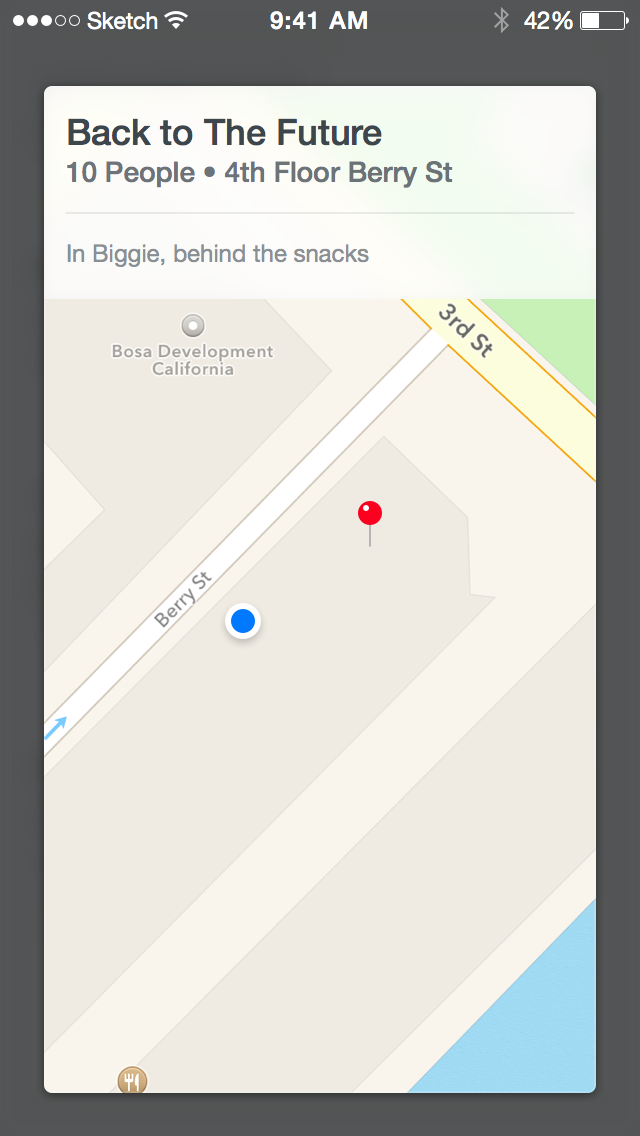 Sketch 9:41 AM 42%
Back to The Future
10 People • 4th Floor Berry St
In Biggie, behind the snacks
3rd St
Bosa Development
California
Berry St